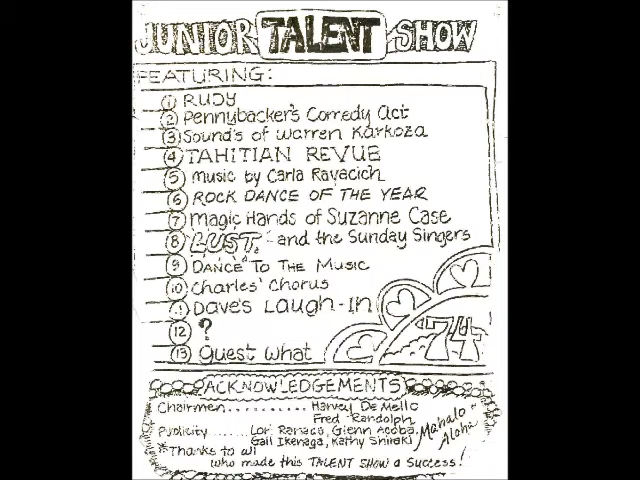 JUNIOR TALENT SHOW
FEATURING:
1 RUDY
2 Pennybacker's Comedy Act
3 Sounds of Warren Karkoza
4 TAHITIAN REVUE
5 music by Carla Ravecich
6 ROCK DANCE OF THE YEAR
7 magic Hands of Suzanne Case
8 LUST. and the Sunday Singers
9 DANCE TO THE MUSIC
10 Charles' Chorus
11 Dave's LaugH-IN
12 ?
13 Guest What
'74
ACKNOWLEDGEMENTS
Chairmen .......... Harvey De Mello
Fred Randolph
Publicity ....... Lori Ranaca, Glenn Acoba,
Gail Ikenaga, Kathy Shiraki
Mahalo - Aloha
*Thanks to all
who made this TALENT SHOW a Success!